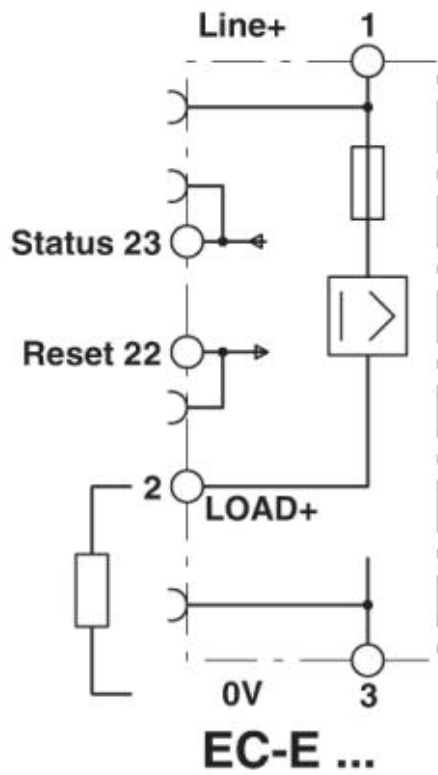 Line+ 1
Status 23
Reset 22
2 LOAD+
0V 3
EC-E ...